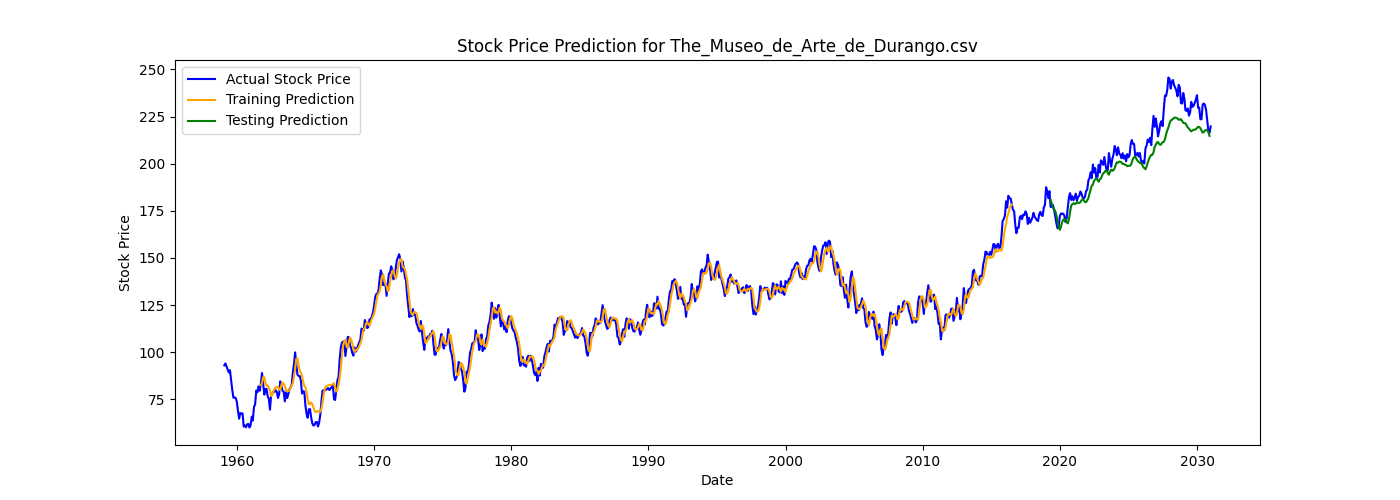 Stock Price Prediction for The_Museo_de_Arte_de_Durango.csv
Actual Stock Price
Training Prediction
Testing Prediction
Stock Price
250
225
200
175
150
125
100
75
1960 1970 1980 1990 2000 2010 2020 2030
Date